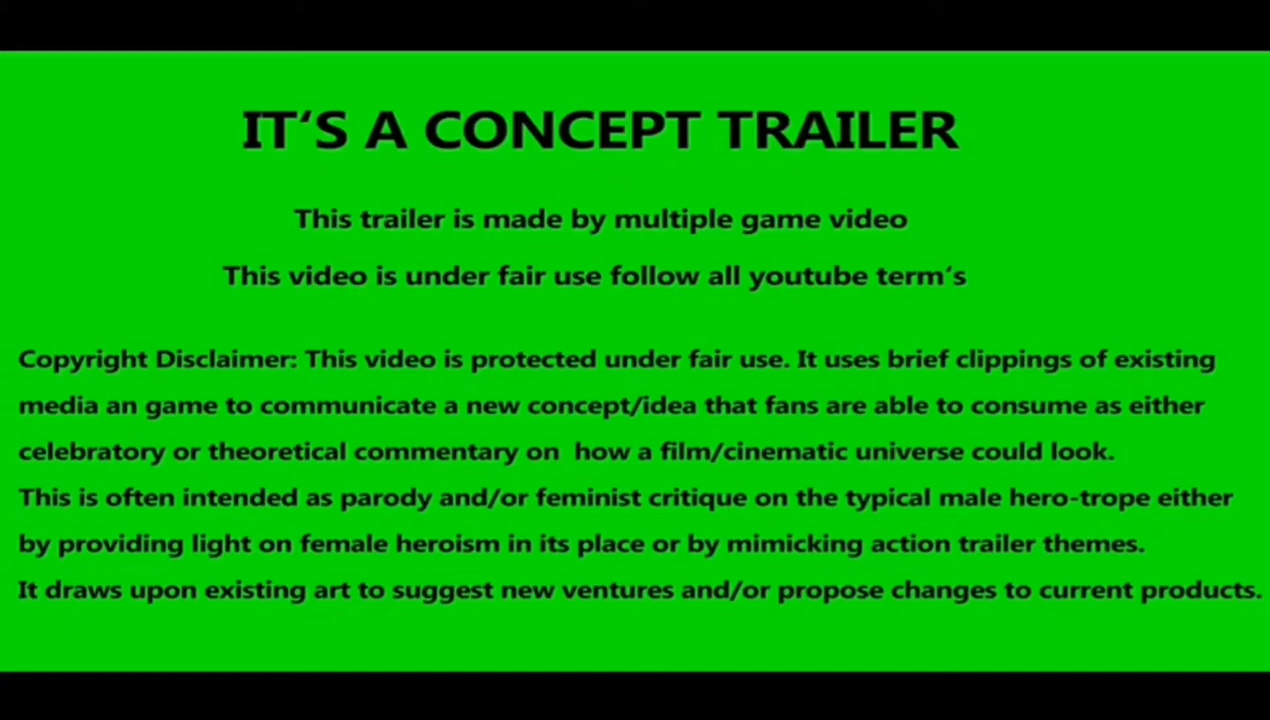 IT‘S A CONCEPT TRAILER
This trailer is made by multiple game video
This video is under fair use follow all youtube term’s
Copyright Disclaimer: This video is protected under fair use. It uses brief clippings of existing
media an game to communicate a new concept/idea that fans are able to consume as either
celebratory or theoretical commentary on how a film/cinematic universe could look.
This is often intended as parody and/or feminist critique on the typical male hero-trope either
by providing light on female heroism in its place or by mimicking action trailer themes.
It draws upon existing art to suggest new ventures and/or propose changes to current products.